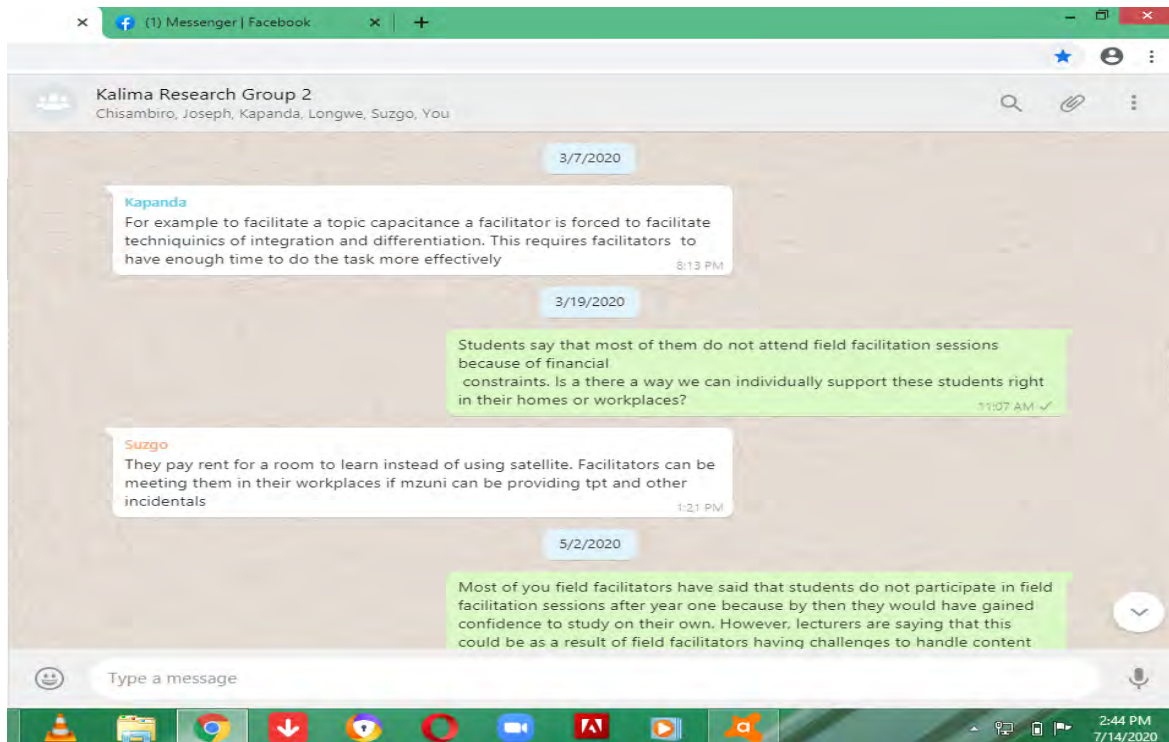 (1) Messenger | Facebook
Kalima Research Group 2
Chisambiro, Joseph, Kapanda, Longwe, Suzgo, You
3/7/2020
Kapanda
For example to facilitate a topic capacitance a facilitator is forced to facilitate
techniquinics of integration and differentiation. This requires facilitators to
have enough time to do the task more effectively
8:13 PM
3/19/2020
Students say that most of them do not attend field facilitation sessions
because of financial
constraints. Is a there a way we can individually support these students right
in their homes or workplaces?
11:07 AM
Suzgo
They pay rent for a room to learn instead of using satellite. Facilitators can be
meeting them in their workplaces if mzuni can be providing tpt and other
incidentals
1:21 PM
5/2/2020
Most of you field facilitators have said that students do not participate in field
facilitation sessions after year one because by then they would have gained
confidence to study on their own. However, lecturers are saying that this
could be as a result of field facilitators having challenges to handle content
Type a message
2:44 PM
7/14/2020